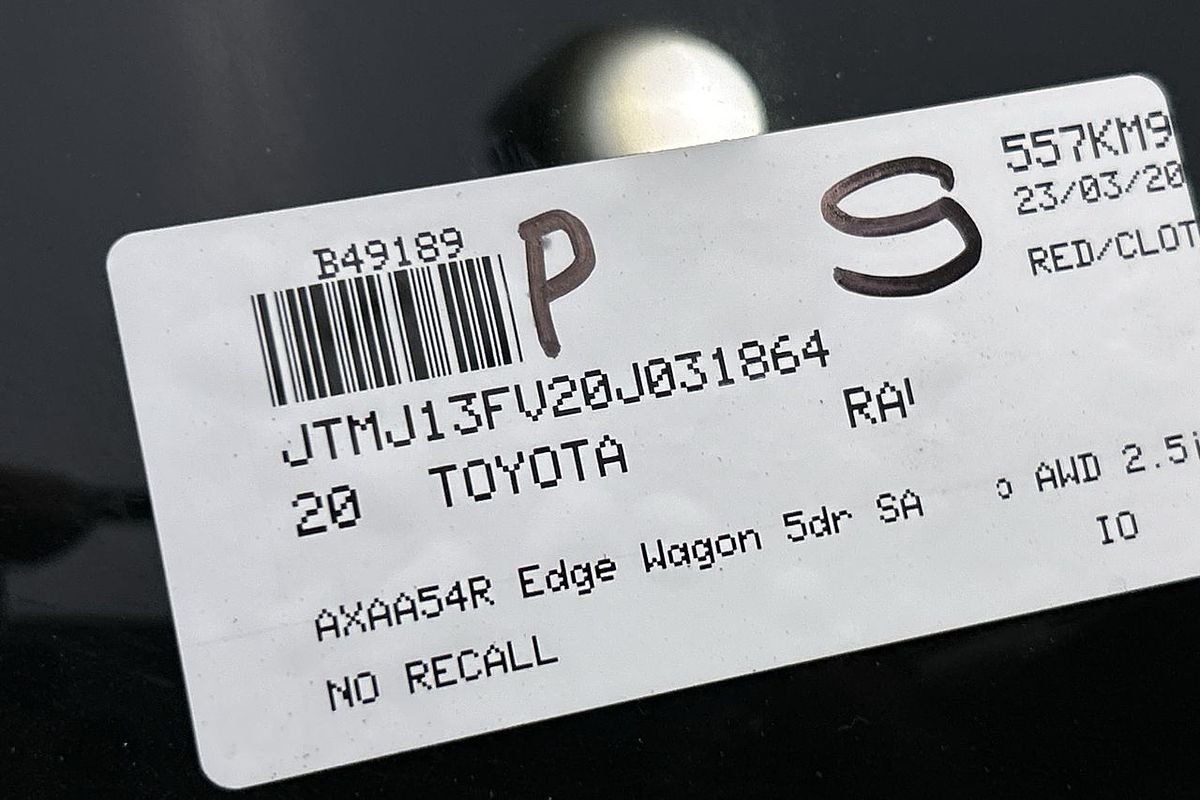 B49189
P
S
557KM9
23/03/20
RED/CLOT
JTMJ13FV20J031864
20 TOYOTA
AXAA54R Edge Wagon 5dr SA AWD 2.5i
IO
NO RECALL